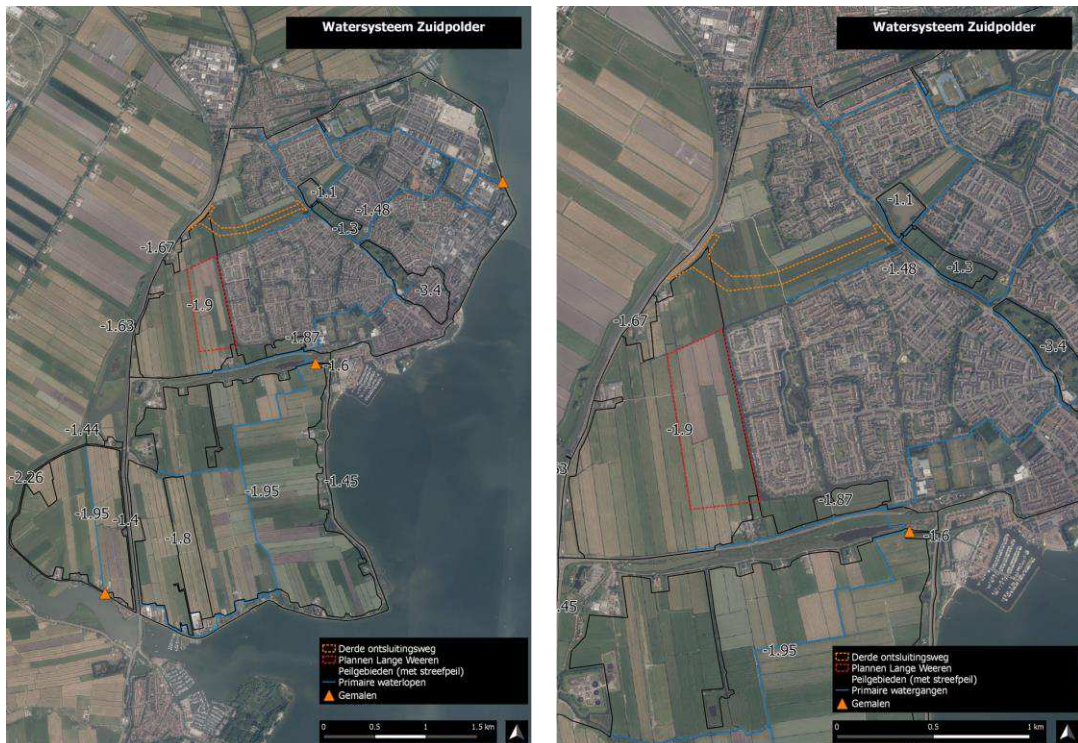 Watersysteem Zuidpolder
-1.1
-1.48
-1.3
-1.67
-3.4
-1.9
-1.63
-1.87
-1.6
-1.44
-2.26
-1.45
-1.95
-1.95
-1.4
-1.8
Derde ontsluitingsweg
Plannen Lange Weeren
Peilgebieden (met streefpeil)
Primaire waterlopen
Gemalen
0 0.5 1 1.5 km
Watersysteem Zuidpolder
-1.1
-1.48
-1.3
-1.67
-3.4
-1.9
-1.87
-1.6
-1.95
Derde ontsluitingsweg
Plannen Lange Weeren
Peilgebieden (met streefpeil)
Primaire watergangen
Gemalen
0 0.5 1 km